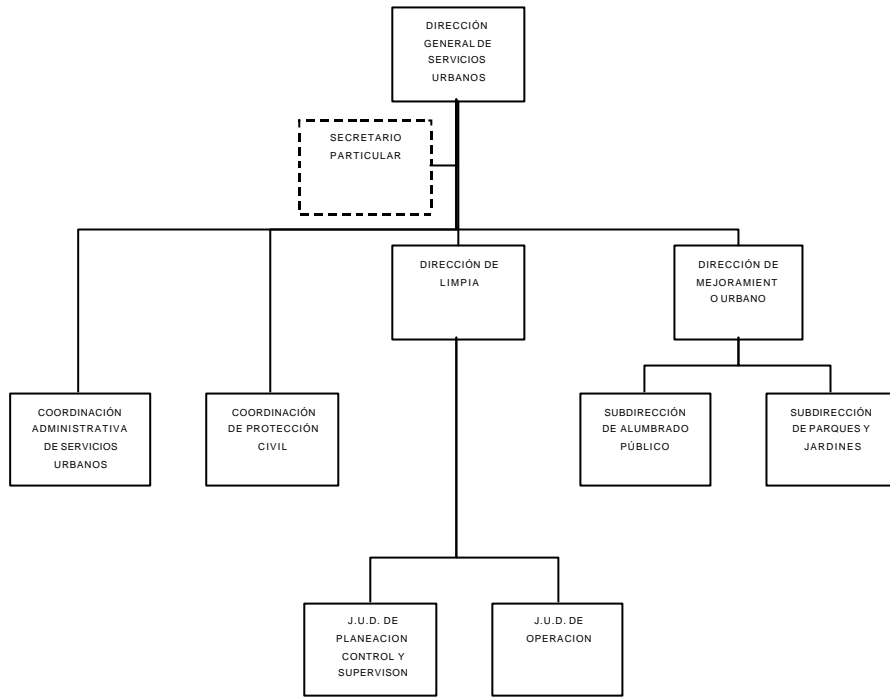 DIRECCIÓN
GENERAL DE
SERVICIOS
URBANOS
SECRETARIO
PARTICULAR
DIRECCIÓN DE
LIMPIA
DIRECCIÓN DE
MEJORAMIENT
O URBANO
COORDINACIÓN
ADMINISTRATIVA
DE SERVICIOS
URBANOS
COORDINACIÓN
DE PROTECCIÓN
CIVIL
SUBDIRECCIÓN
DE ALUMBRADO
PÚBLICO
SUBDIRECCIÓN
DE PARQUES Y
JARDINES
J.U.D. DE
PLANEACION
CONTROL Y
SUPERVISON
J.U.D. DE
OPERACION